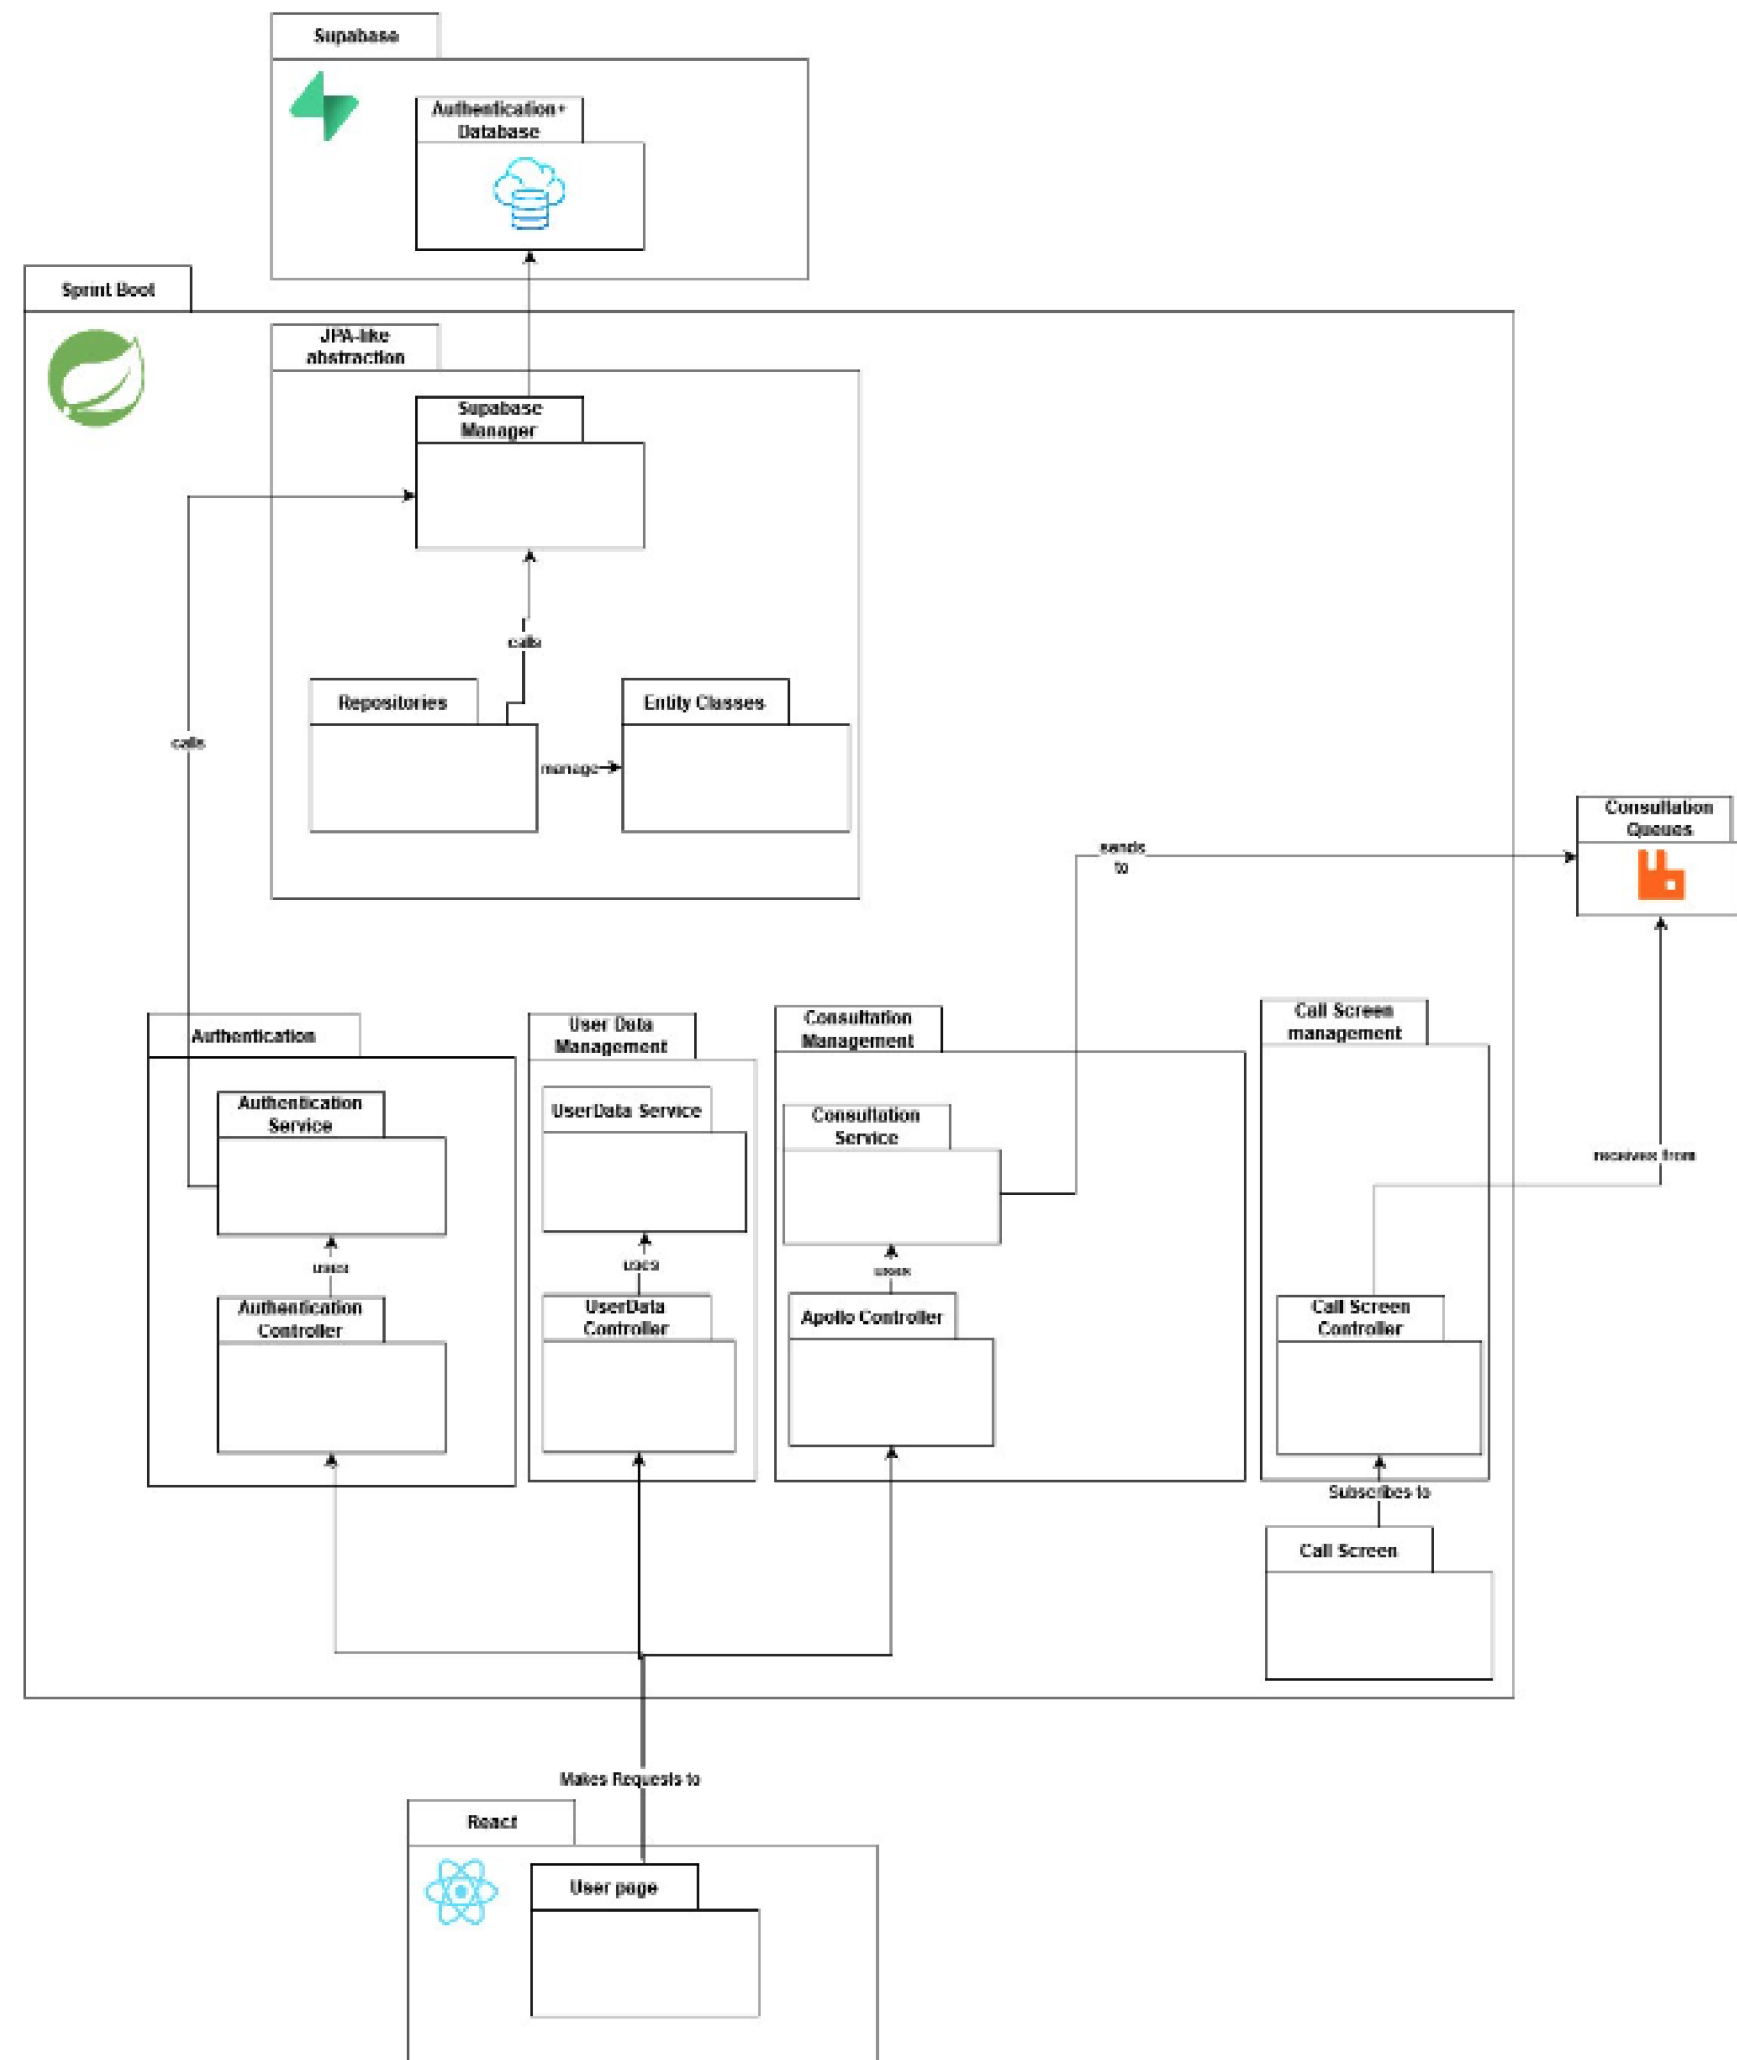 Supabase
Authentication+
Database
Sprint Boot
JPA-like
abstraction
Supabase
Manager
calls
Repositories
Entity Classes
manage
calls
Consultation
Queues
sends
to
Authentication
User Data
Management
Consultation
Management
Call Screen
management
Authentication
Service
UserData Service
Consultation
Service
receives from
uses
uses
uses
Authentication
Controller
UserData
Controller
Apollo Controller
Call Screen
Controller
Subscribes to
Call Screen
Makes Requests to
React
User page